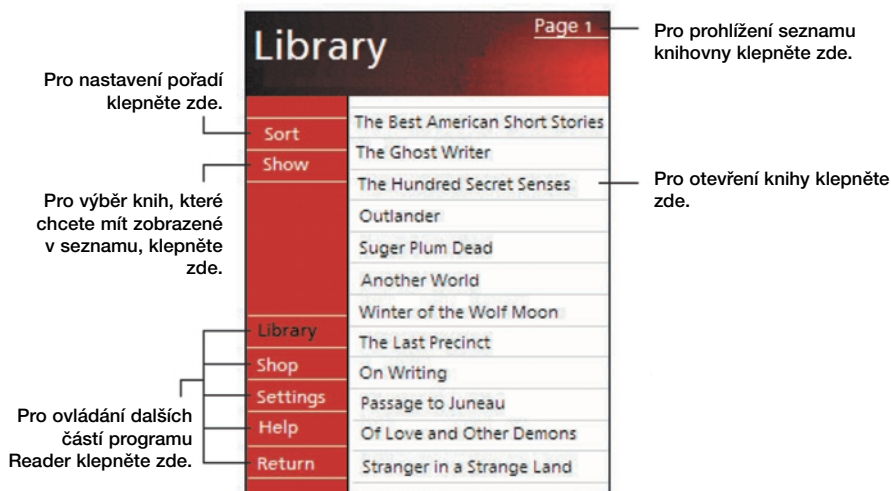 Page 1
Library
Pro prohlížení seznamu
knihovny klepněte zde.
Pro nastavení pořadí
klepněte zde.
Sort
Show
Pro výběr knih, které
chcete mít zobrazené
v seznamu, klepněte
zde.
The Best American Short Stories
The Ghost Writer
The Hundred Secret Senses
Outlander
Suger Plum Dead
Another World
Winter of the Wolf Moon
The Last Precinct
On Writing
Passage to Juneau
Of Love and Other Demons
Stranger in a Strange Land
Pro otevření knihy klepněte
zde.
Library
Shop
Settings
Help
Return
Pro ovládání dalších
částí programu
Reader klepněte zde.